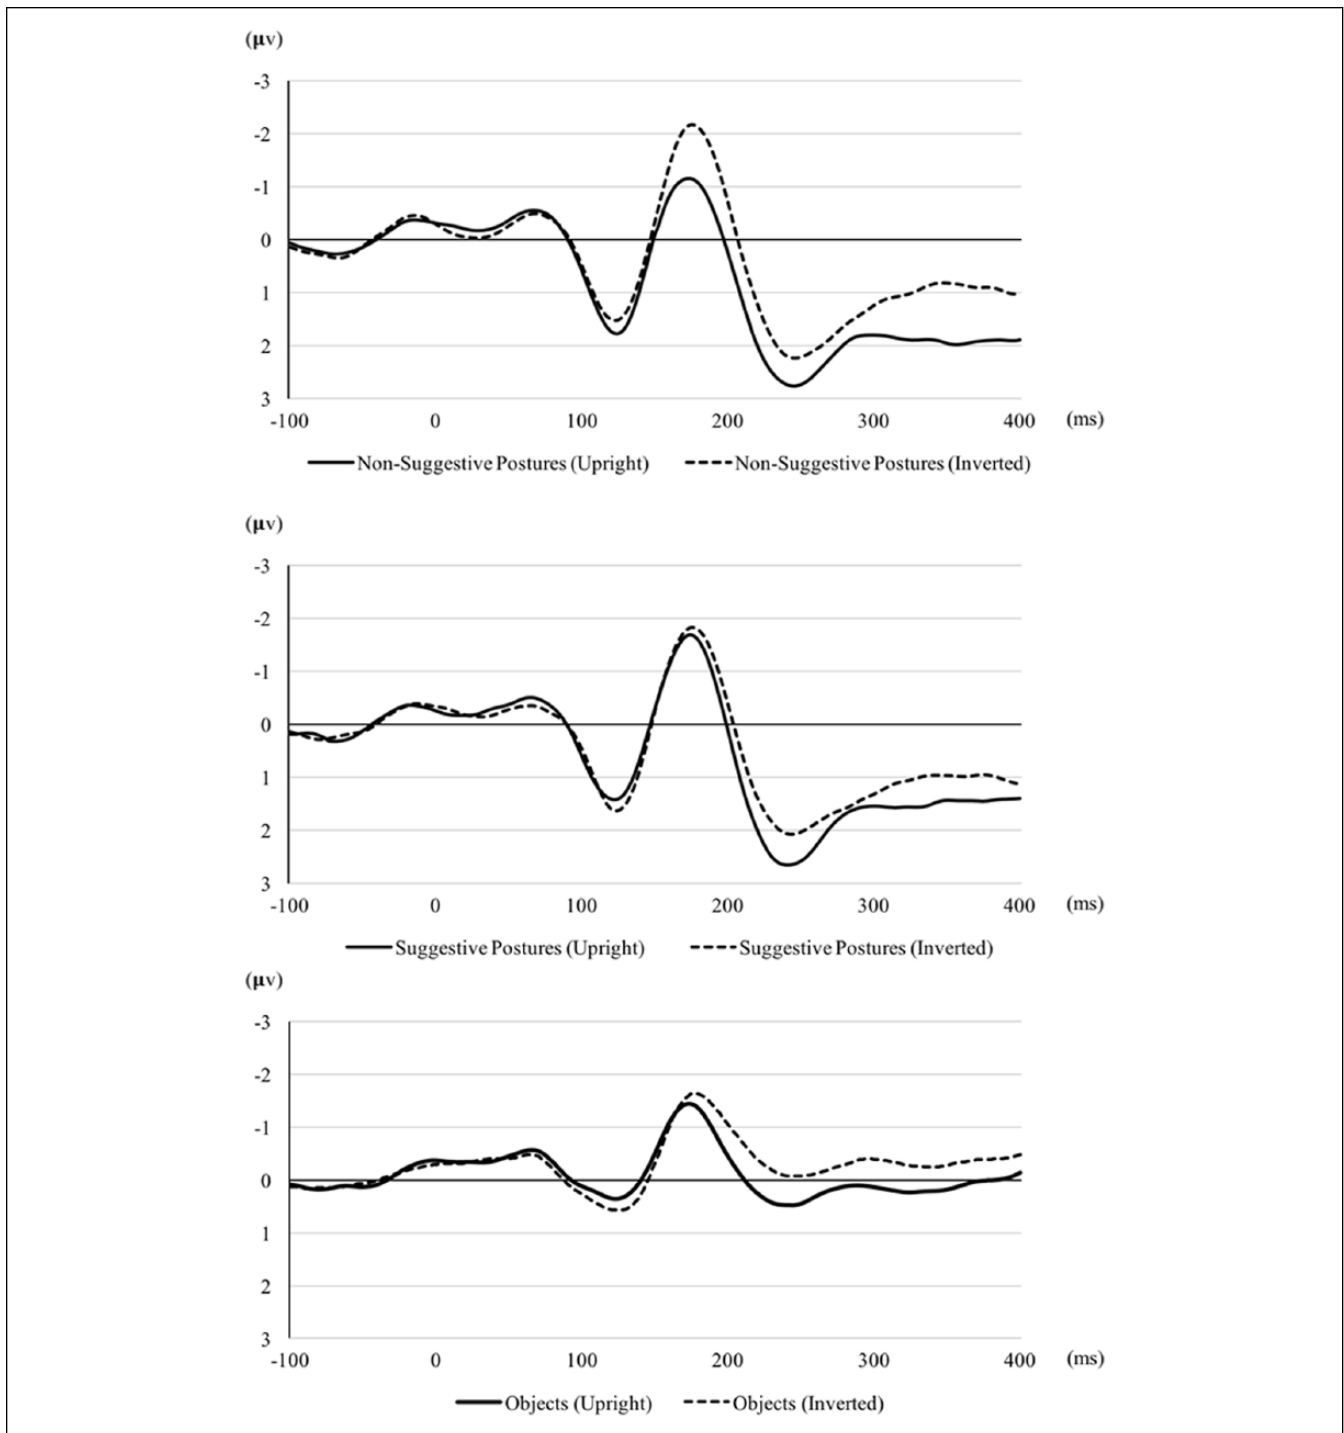 (μv)
-3
-2
-1
0
1
2
3
-100 0 100 200 300 400 (ms)
Non-Suggestive Postures (Upright) Non-Suggestive Postures (Inverted)
(μv)
-3
-2
-1
0
1
2
3
-100 0 100 200 300 400 (ms)
Suggestive Postures (Upright) Suggestive Postures (Inverted)
(μv)
-3
-2
-1
0
1
2
3
-100 0 100 200 300 400 (ms)
Objects (Upright) Objects (Inverted)